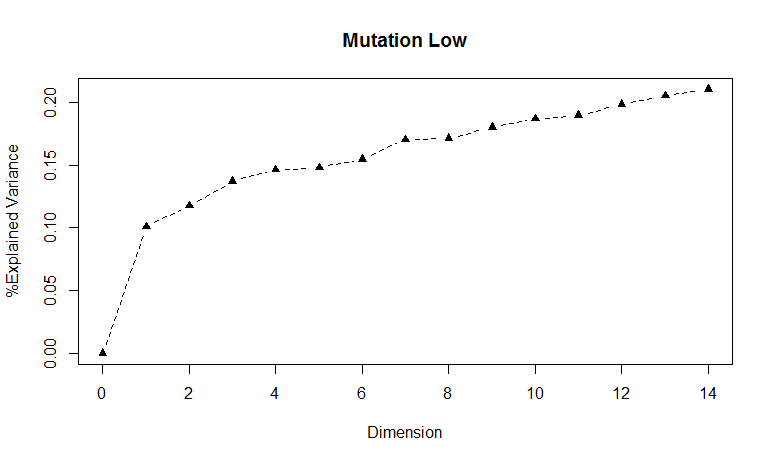 Mutation Low
%Explained Variance
0.20
0.15
0.10
0.05
0.00
0 2 4 6 8 10 12 14
Dimension